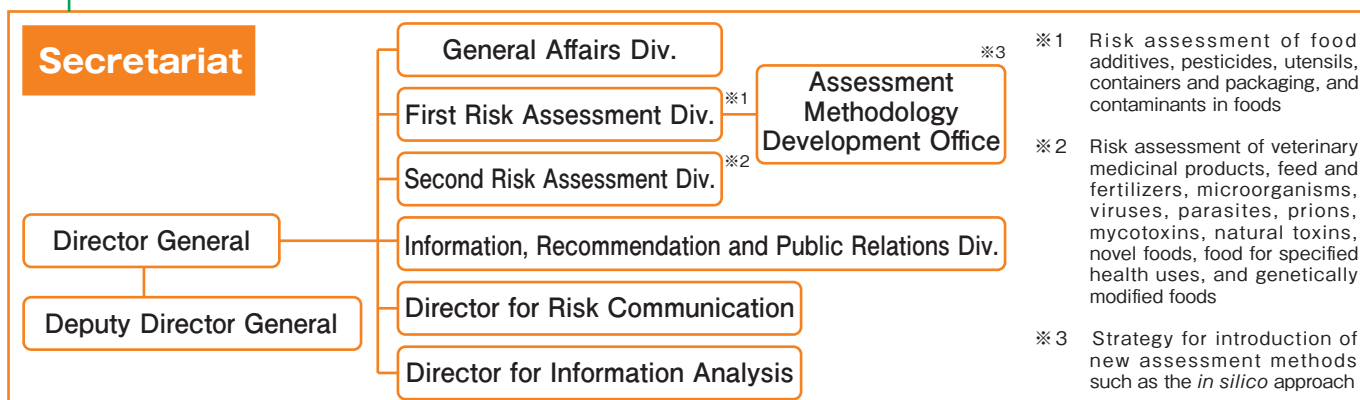 Secretariat
General Affairs Div.
First Risk Assessment Div.
※1
※3
Assessment
Methodology
Development Office
Second Risk Assessment Div.
※2
Director General
Information, Recommendation and Public Relations Div.
Deputy Director General
Director for Risk Communication
Director for Information Analysis
※1 Risk assessment of food
additives, pesticides, utensils,
containers and packaging, and
contaminants in foods
※2 Risk assessment of veterinary
medicinal products, feed and
fertilizers, microorganisms,
viruses, parasites, prions,
mycotoxins, natural toxins,
novel foods, food for specified
health uses, and genetically
modified foods
※3 Strategy for introduction of
new assessment methods
such as the in silico approach